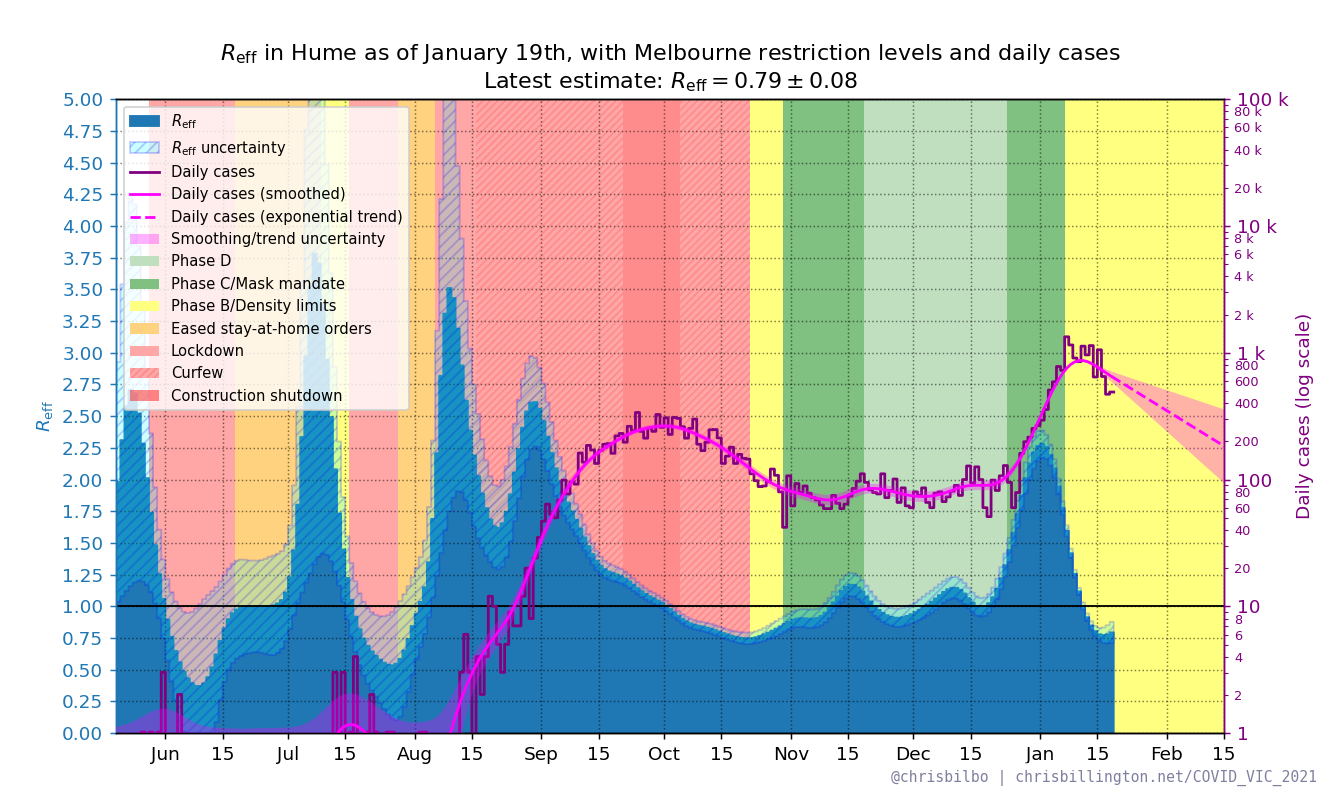 Reff in Hume as of January 19th, with Melbourne restriction levels and daily cases
Latest estimate: Reff = 0.79 ± 0.08
5.00
4.75
4.50
4.25
4.00
3.75
3.50
3.25
3.00
2.75
2.50
2.25
2.00
1.75
1.50
1.25
1.00
0.75
0.50
0.25
0.00
Reff
Reff
Reff uncertainty
Daily cases
Daily cases (smoothed)
Daily cases (exponential trend)
Smoothing/trend uncertainty
Phase D
Phase C/Mask mandate
Phase B/Density limits
Eased stay-at-home orders
Lockdown
Curfew
Construction shutdown
100 k
80 k
60 k
40 k
20 k
10 k
8 k
6 k
4 k
2 k
1 k
800
600
400
200
100
80
60
40
20
10
8
6
4
2
1
Daily cases (log scale)
Jun 15 Jul 15 Aug 15 Sep 15 Oct 15 Nov 15 Dec 15 Jan 15 Feb 15
@chrisbilbo | chrisbillington.net/COVID_VIC_2021